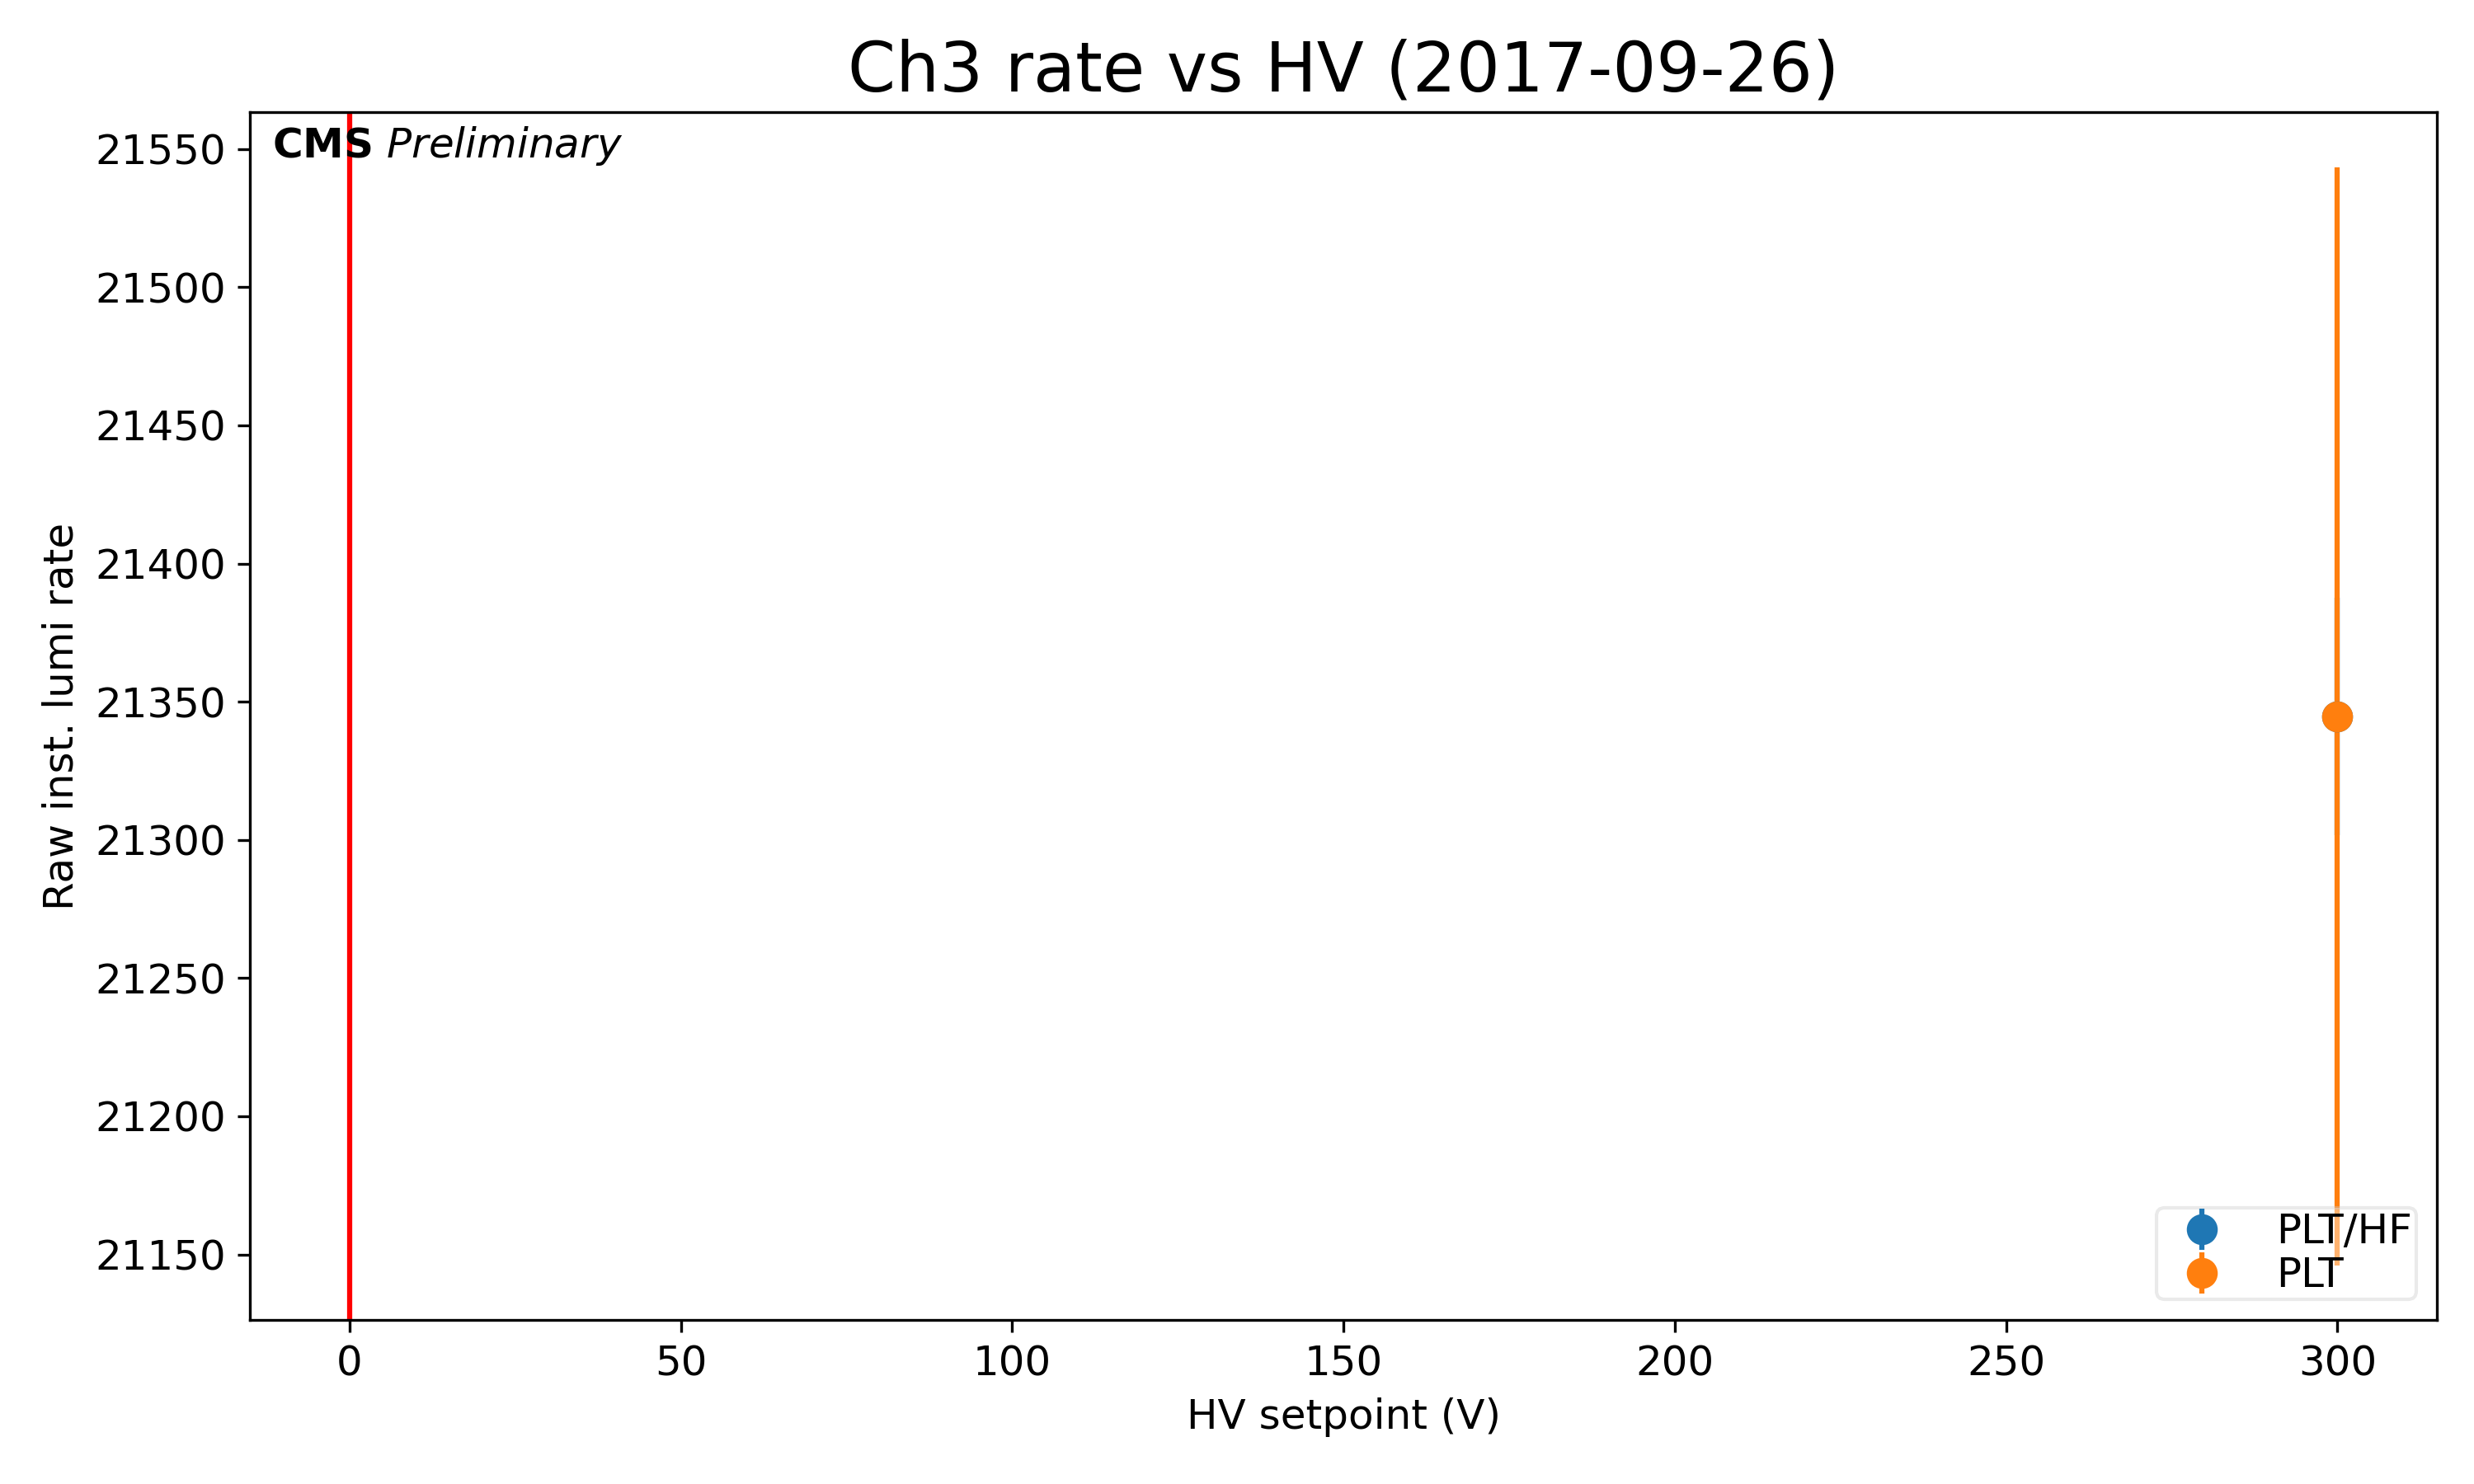 Ch3 rate vs HV (2017-09-26)
CMS Preliminary
21550
21500
21450
21400
21350
21300
21250
21200
21150
Raw inst. lumi rate
PLT/HF
PLT
0 50 100 150 200 250 300
HV setpoint (V)